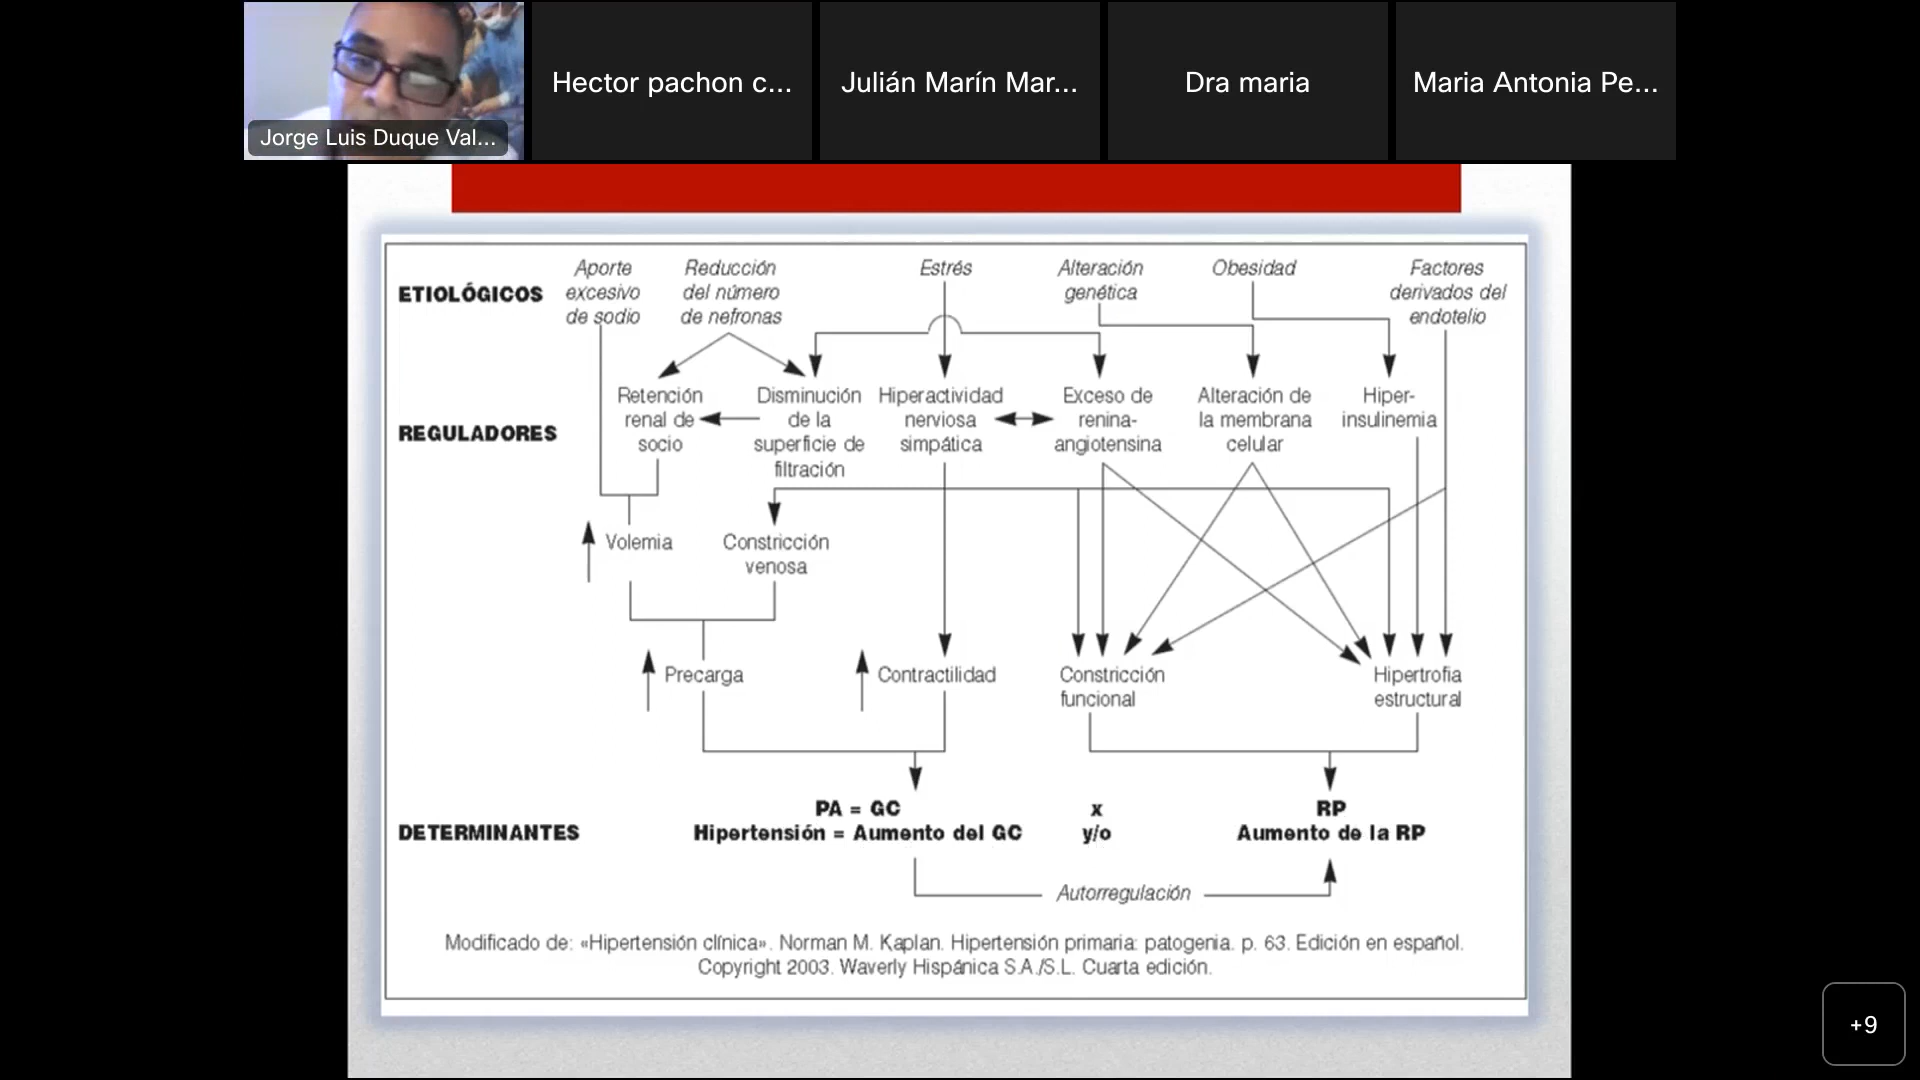 Jorge Luis Duque Val...
Hector pachon c...
Julián Marín Mar...
Dra maria
Maria Antonia Pe...
ETIOLÓGICOS
Aporte
excesivo
de sodio
Reducción
del número
de nefronas
Estrés
Alteración
genética
Obesidad
Factores
derivados del
endotelio
REGULADORES
Retención
renal de
socio
Disminución
de la
superficie de
filtración
Hiperactividad
nerviosa
simpática
Exceso de
renina-
angiotensina
Alteración de
la membrana
celular
Hiper-
insulinemia
Volemia
Constricción
venosa
Precarga
Contractilidad
Constricción
funcional
Hipertrofia
estructural
DETERMINANTES
PA = GC
x
RP
Hipertensión = Aumento del GC
y/o
Aumento de la RP
Autorregulación
Modificado de: «Hipertensión clínica». Norman M. Kaplan. Hipertensión primaria: patogenia. p. 63. Edición en español.
Copyright 2003. Waverly Hispánica S.A./S.L. Cuarta edición.
+9